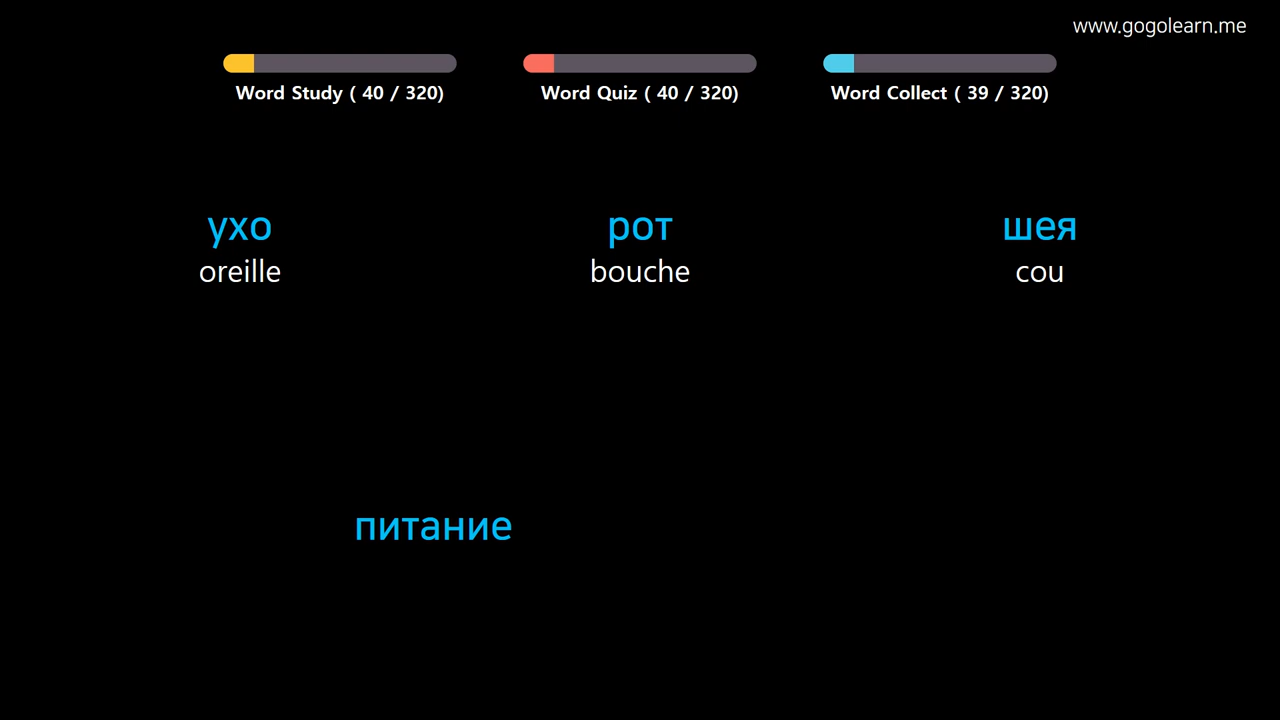 www.gogolearn.me
Word Study ( 40 / 320)
Word Quiz ( 40 / 320)
Word Collect ( 39 / 320)
ухо
рот
шея
oreille
bouche
cou
питание